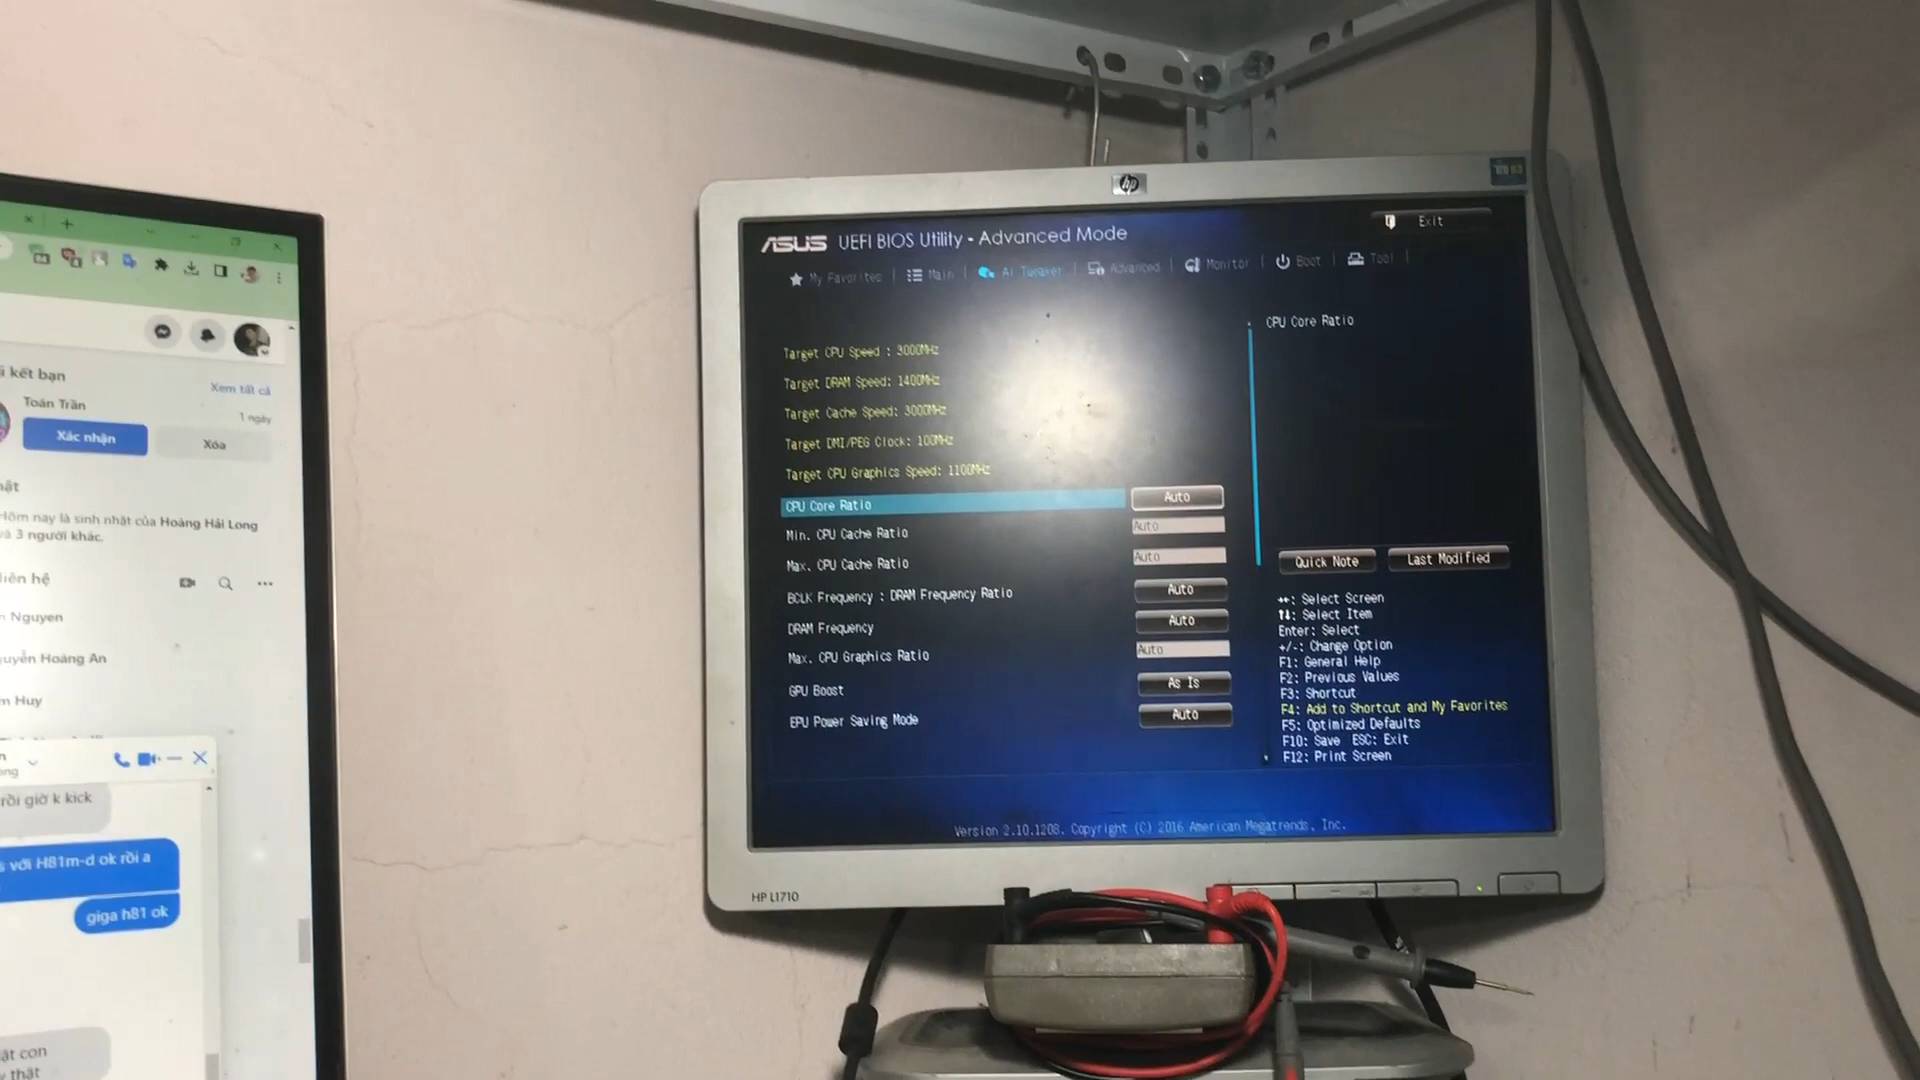 i kết bạn
Xem tất cả
Toán Trần
1 ngày
Xác nhận
Xóa
Hôm nay là sinh nhật của Hoàng Hải Long
và 3 người khác.
liên hệ
Nguyen
uyễn Hoàng An
m Huy
rồi giờ k kick
s với H81m-d ok rồi a
giga h81 ok
ật con
thật
hp
ASUS UEFI BIOS Utility - Advanced Mode
Exit
My Favorites
Main
Ai Tweaker
Advanced
Monitor
Boot
Tool
Target CPU Speed : 3000MHz
Target DRAM Speed: 1400MHz
Target Cache Speed: 3000MHz
Target DMI/PEG Clock: 100MHz
Target CPU Graphics Speed: 1100MHz
CPU Core Ratio Auto
Min. CPU Cache Ratio Auto
Max. CPU Cache Ratio Auto
BCLK Frequency : DRAM Frequency Ratio Auto
DRAM Frequency Auto
Max. CPU Graphics Ratio Auto
GPU Boost As Is
EPU Power Saving Mode Auto
CPU Core Ratio
Quick Note
Last Modified
→←: Select Screen
↑↓: Select Item
Enter: Select
+/-: Change Option
F1: General Help
F2: Previous Values
F3: Shortcut
F4: Add to Shortcut and My Favorites
F5: Optimized Defaults
F10: Save ESC: Exit
F12: Print Screen
Version 2.10.1208. Copyright (C) 2016 American Megatrends, Inc.
HP L1710